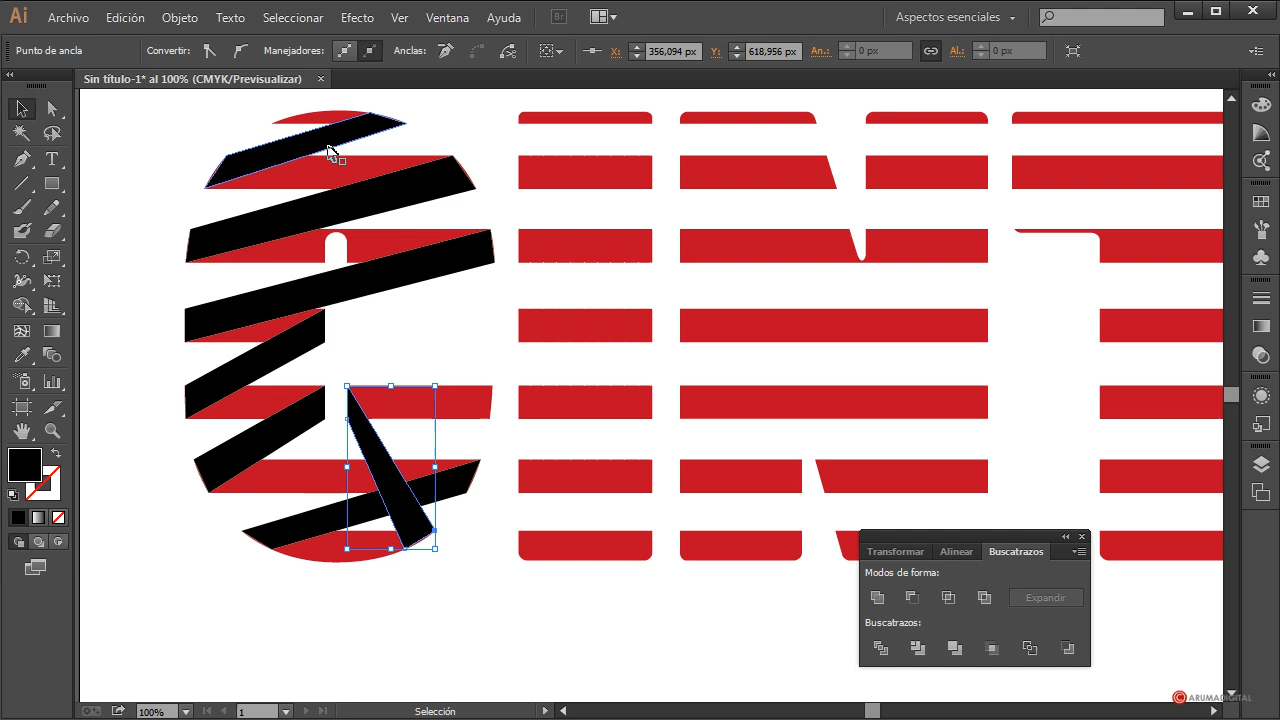 Ai Archivo Edición Objeto Texto Seleccionar Efecto Ver Ventana Ayuda Br Aspectos esenciales
Punto de ancla Convertir: Manejadores: Anclas: X: 356,094 px Y: 618,956 px An.: 0 px Al.: 0 px
Sin título-1* al 100% (CMYK/Previsualizar) ×
T
Transformar Alinear Buscatrazos
Modos de forma:
Expandir
Buscatrazos:
ARUMADIGITAL
100% 1 Selección